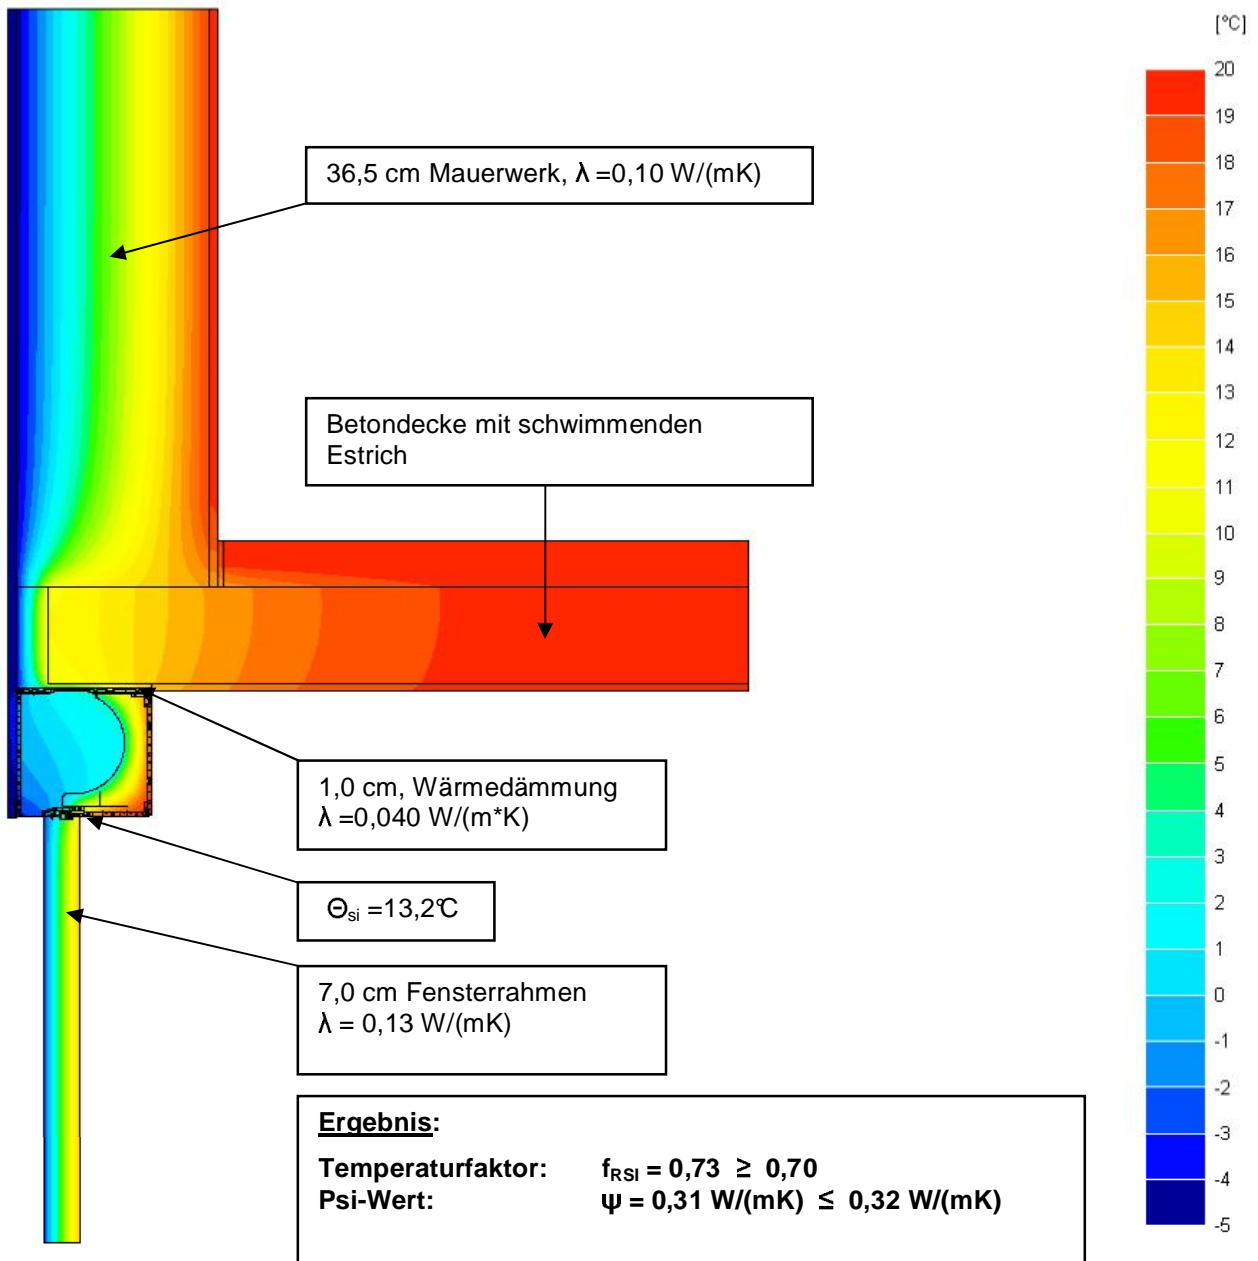 [°C]
20
19
18
17
16
15
14
13
12
11
10
9
8
7
6
5
4
3
2
1
0
-1
-2
-3
-4
-5
36,5 cm Mauerwerk, λ =0,10 W/(mK)
Betondecke mit schwimmenden
Estrich
1,0 cm, Wärmedämmung
λ =0,040 W/(m*K)
Θsi =13,2°C
7,0 cm Fensterrahmen
λ = 0,13 W/(mK)
Ergebnis:
Temperaturfaktor: fRSI = 0,73 ≥ 0,70
Psi-Wert: ψ = 0,31 W/(mK) ≤ 0,32 W/(mK)